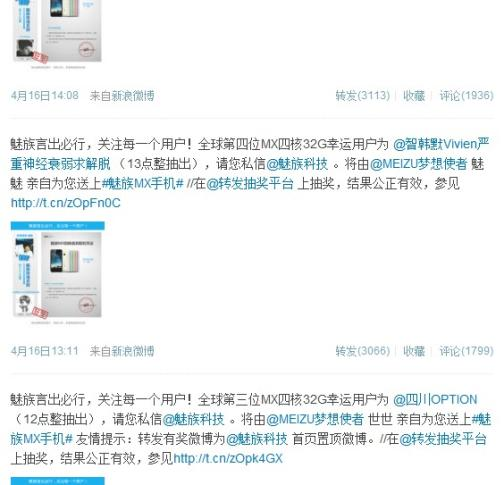 4月16日14:08 来自新浪微博 转发(3113) | 收藏 | 评论(1936)
魅族言出必行，关注每一个用户！全球第四位MX四核32G幸运用户为 @智韩默Vivien严
重神经衰弱求解脱 （13点整抽出），请您私信@魅族科技 。将由@MEIZU梦想使者 魅
魅 亲自为您送上#魅族MX手机# //在@转发抽奖平台 上抽奖，结果公正有效，参见
http://t.cn/zOpFn0C
4月16日13:11 来自新浪微博 转发(3066) | 收藏 | 评论(1799)
魅族言出必行，关注每一个用户！全球第三位MX四核32G幸运用户为 @四川OPTION
（12点整抽出），请您私信@魅族科技 。将由@MEIZU梦想使者 世世 亲自为您送上#魅
族MX手机# 友情提示：转发有奖微博为@魅族科技 首页置顶微博。//在@转发抽奖平台
上抽奖，结果公正有效，参见http://t.cn/zOpk4GX